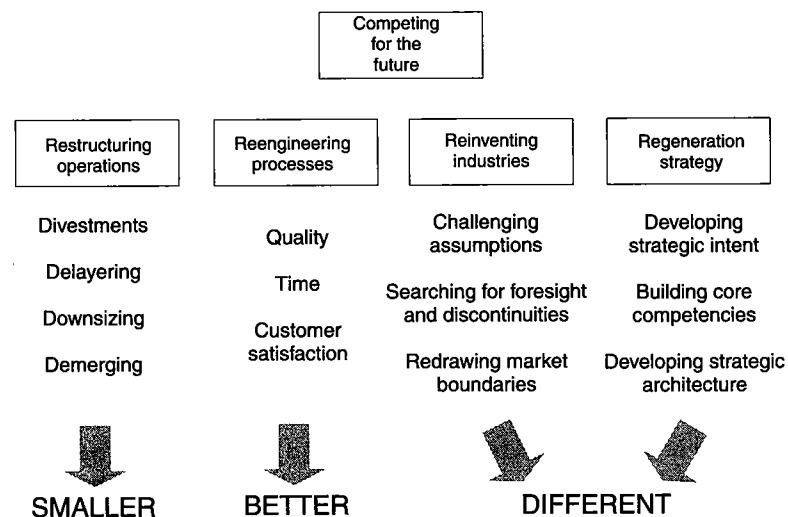 Competing
for the
future
Restructuring
operations
Reengineering
processes
Reinventing
industries
Regeneration
strategy
Divestments
Delayering
Downsizing
Demerging
Quality
Time
Customer
satisfaction
Challenging
assumptions
Searching for foresight
and discontinuities
Redrawing market
boundaries
Developing
strategic intent
Building core
competencies
Developing strategic
architecture
SMALLER
BETTER
DIFFERENT